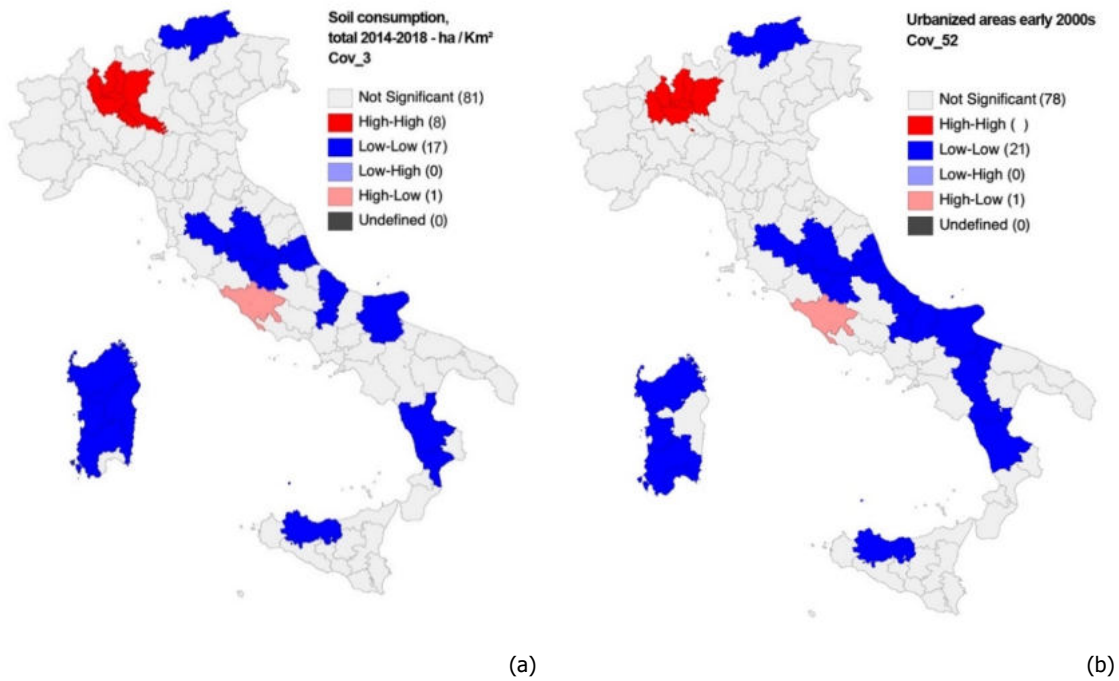 Soil consumption,
total 2014-2018 - ha / Km²
Cov_3
Not Significant (81)
High-High (8)
Low-Low (17)
Low-High (0)
High-Low (1)
Undefined (0)
(a)
Urbanized areas early 2000s
Cov_52
Not Significant (78)
High-High ( )
Low-Low (21)
Low-High (0)
High-Low (1)
Undefined (0)
(b)